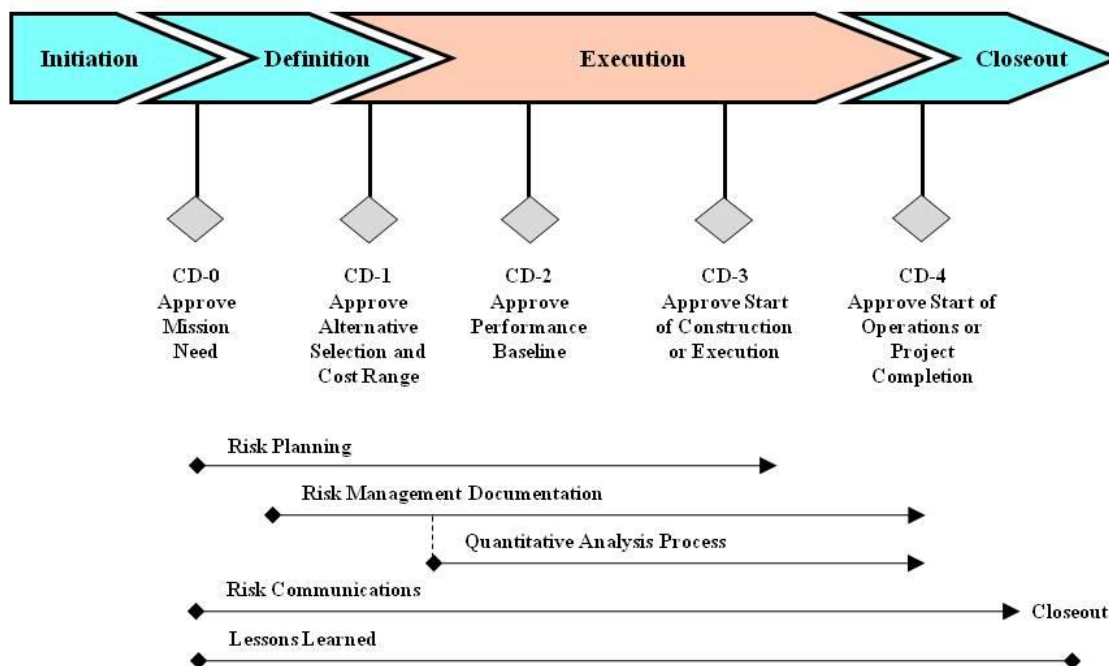 Initiation
Definition
Execution
Closeout
CD-0
Approve
Mission
Need
CD-1
Approve
Alternative
Selection and
Cost Range
CD-2
Approve
Performance
Baseline
CD-3
Approve Start
of Construction
or Execution
CD-4
Approve Start of
Operations or
Project
Completion
Risk Planning
Risk Management Documentation
Quantitative Analysis Process
Risk Communications
Closeout
Lessons Learned